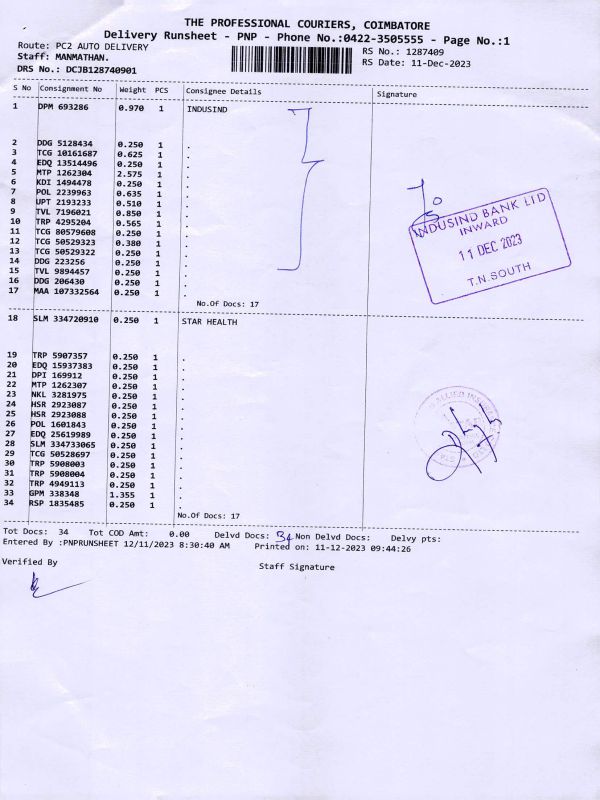 THE PROFESSIONAL COURIERS, COIMBATORE
Delivery Runsheet - PNP - Phone No.:0422-3505555 - Page No.:1
Route: PC2 AUTO DELIVERY
RS No.: 1287409
Staff: MANMATHAN.
RS Date: 11-Dec-2023
DRS No.: DCJB128740901
S No Consignment No Weight PCS Consignee Details Signature
1 DPM 693286 0.970 1 INDUSIND
2 DDG 5128434 0.250 1 .
3 TCG 10161687 0.625 1 .
4 EDQ 13514496 0.250 1 .
5 MTP 1262304 2.575 1 .
6 KDI 1494478 0.250 1 .
7 POL 2239963 0.635 1 .
8 UPT 2193233 0.510 1 .
9 TVL 7196021 0.850 1 .
10 TRP 4295204 0.565 1 .
11 TCG 80579608 0.250 1 .
12 TCG 50529323 0.380 1 .
13 TCG 50529322 0.250 1 .
14 DDG 223256 0.250 1 .
15 TVL 9894457 0.250 1 .
16 DDG 206430 0.250 1 .
17 MAA 107332564 0.250 1 .
INDUSIND BANK LTD
INWARD
11 DEC 2023
T.N.SOUTH
No.Of Docs: 17
18 SLM 334720910 0.250 1 STAR HEALTH
19 TRP 5907357 0.250 1 .
20 EDQ 15937383 0.250 1 .
21 DPI 169912 0.250 1 .
22 MTP 1262307 0.250 1 .
23 NKL 3281975 0.250 1 .
24 HSR 2923087 0.250 1 .
25 HSR 2923088 0.250 1 .
26 POL 1601843 0.250 1 .
27 EDQ 25619989 0.250 1 .
28 SLM 334733065 0.250 1 .
29 TCG 50528697 0.250 1 .
30 TRP 5908003 0.250 1 .
31 TRP 5908004 0.250 1 .
32 TRP 4949113 0.250 1 .
33 GPM 338348 1.355 1 .
34 RSP 1835485 0.250 1 .
No.Of Docs: 17
Tot Docs: 34 Tot COD Amt: 0.00 Delvd Docs: 34 Non Delvd Docs: Delvy pts:
Entered By :PNPRUNSHEET 12/11/2023 8:30:40 AM Printed on: 11-12-2023 09:44:26
Verified By
Staff Signature